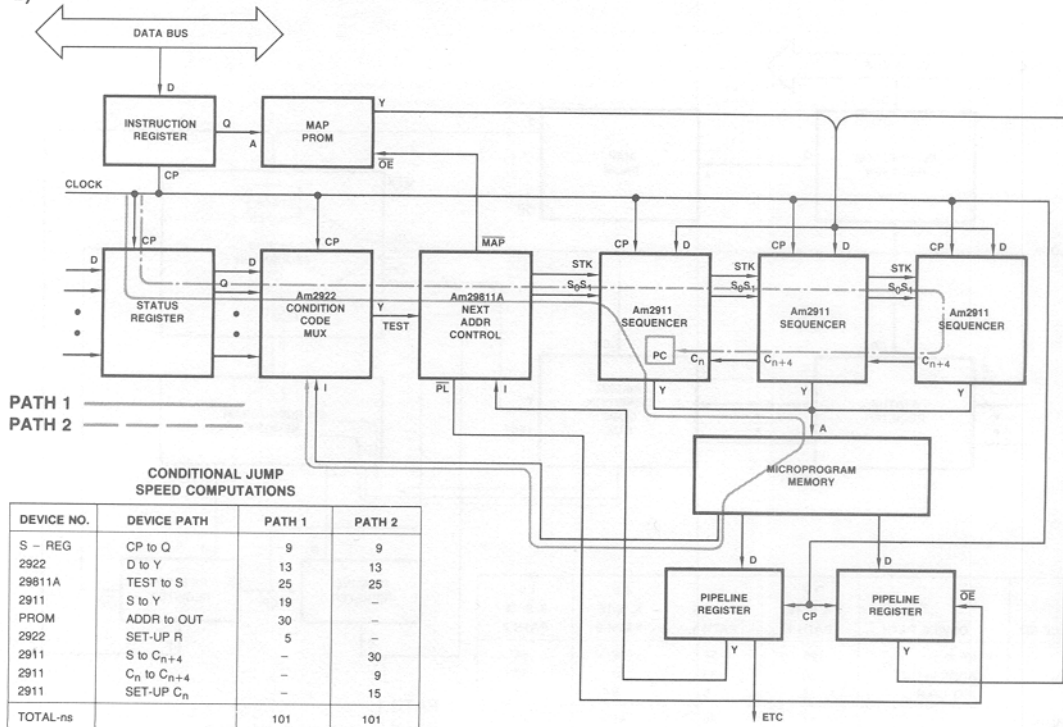 DATA BUS
D
INSTRUCTION
REGISTER
Q
A
MAP
PROM
Y
OE
CP
CLOCK
CP
CP
MAP
CP
D
CP
D
CP
D
D
STATUS
REGISTER
D
Q
Am2922
CONDITION
CODE
MUX
Y
TEST
Am29811A
NEXT
ADDR
CONTROL
STK
S0S1
Am2911
SEQUENCER
PC
STK
S0S1
Am2911
SEQUENCER
STK
S0S1
Am2911
SEQUENCER
Cn
Cn+4
Cn+4
I
PL
I
Y
Y
Y
PATH 1
PATH 2
A
MICROPROGRAM
MEMORY
D
D
PIPELINE
REGISTER
CP
PIPELINE
REGISTER
OE
Y
Y
ETC
CONDITIONAL JUMP
SPEED COMPUTATIONS
DEVICE NO. DEVICE PATH PATH 1 PATH 2
S – REG CP to Q 9 9
2922 D to Y 13 13
29811A TEST to S 25 25
2911 S to Y 19 –
PROM ADDR to OUT 30 –
2922 SET-UP R 5 –
2911 S to Cn+4 – 30
2911 Cn to Cn+4 – 9
2911 SET-UP Cn – 15
TOTAL-ns 101 101